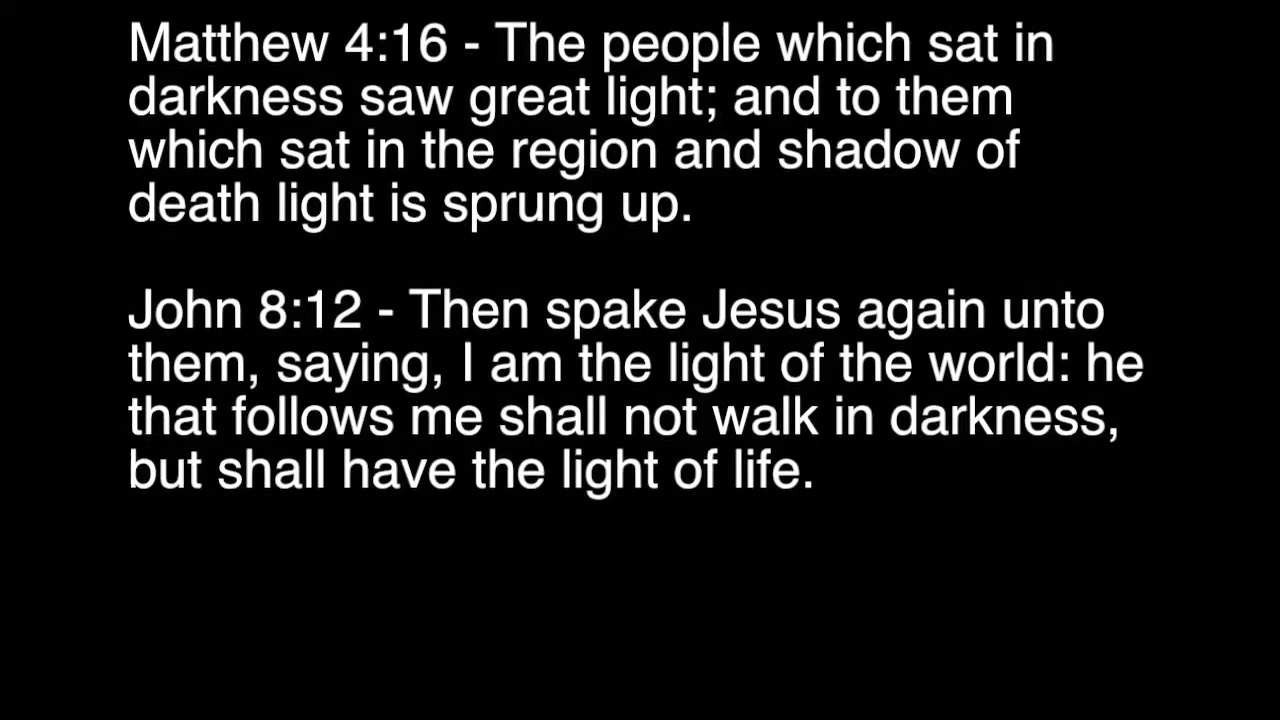 Matthew 4:16 - The people which sat in
darkness saw great light; and to them
which sat in the region and shadow of
death light is sprung up.
John 8:12 - Then spake Jesus again unto
them, saying, I am the light of the world: he
that follows me shall not walk in darkness,
but shall have the light of life.